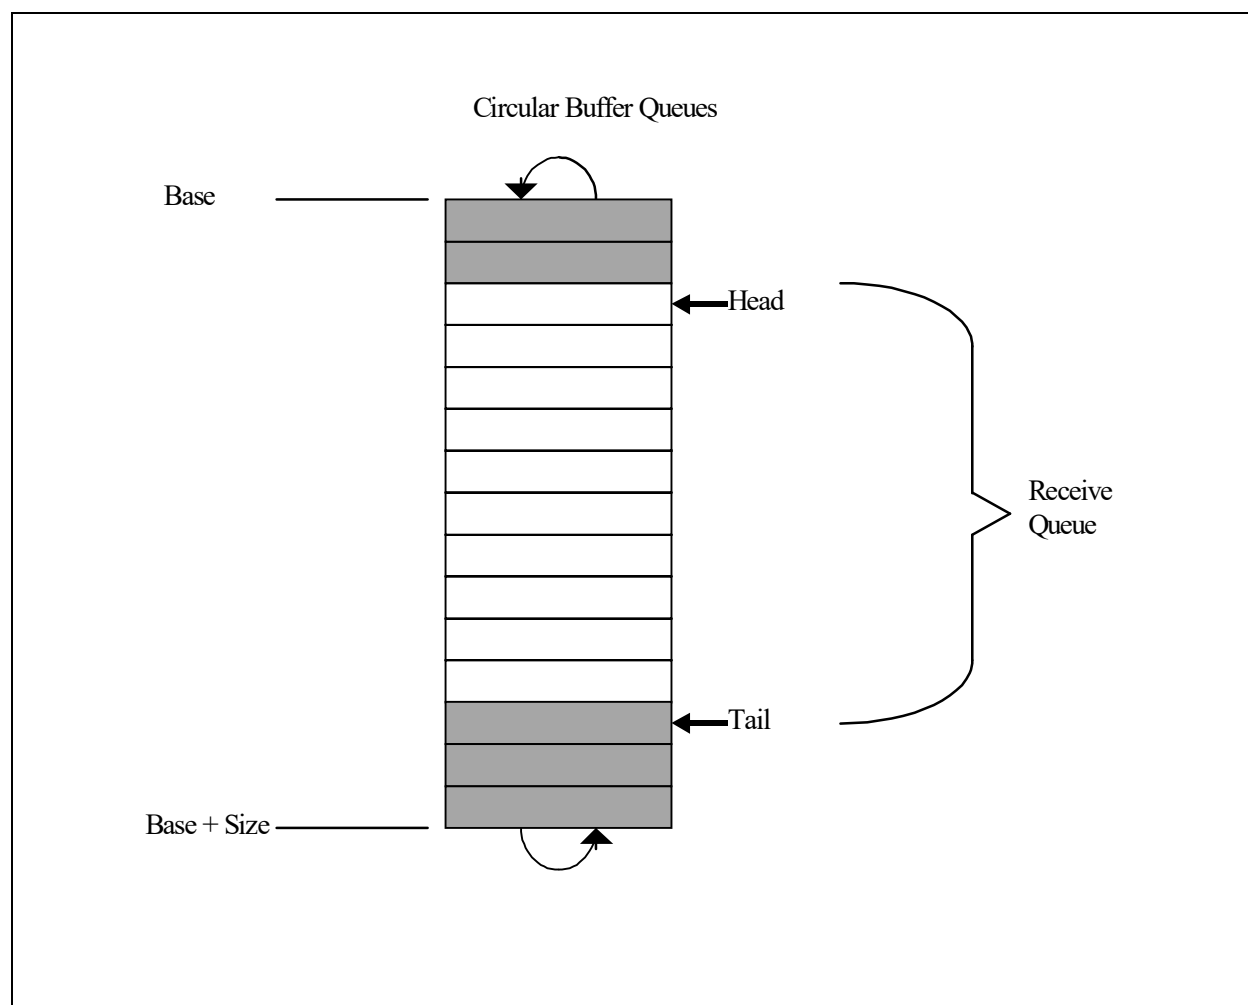 Circular Buffer Queues
Base
Head
Receive
Queue
Tail
Base + Size